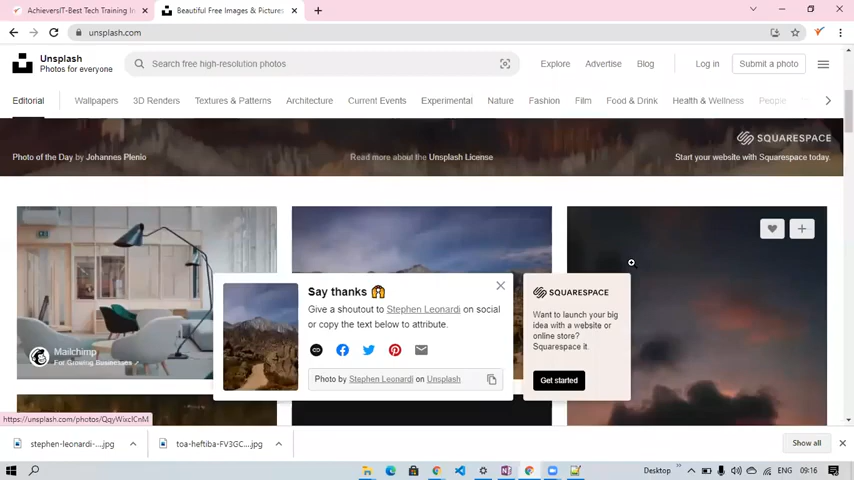 AchieversIT-Best Tech Training In
Beautiful Free Images & Pictures
unsplash.com
Unsplash
Photos for everyone
Search free high-resolution photos
Explore
Advertise
Blog
Log in
Submit a photo
Editorial
Wallpapers
3D Renders
Textures & Patterns
Architecture
Current Events
Experimental
Nature
Fashion
Film
Food & Drink
Health & Wellness
People
SQUARESPACE
Photo of the Day by Johannes Plenio
Read more about the Unsplash License
Start your website with Squarespace today.
Say thanks 🙌
Give a shoutout to Stephen Leonardi on social
or copy the text below to attribute.
Photo by Stephen Leonardi on Unsplash
SQUARESPACE
Want to launch your big
idea with a website or
online store?
Squarespace it.
Get started
Mailchimp
For Growing Businesses ↗
https://unsplash.com/photos/QqyWixclCnM
stephen-leonardi-....jpg
toa-heftiba-FV3GC....jpg
Show all
Desktop
ENG
09:16